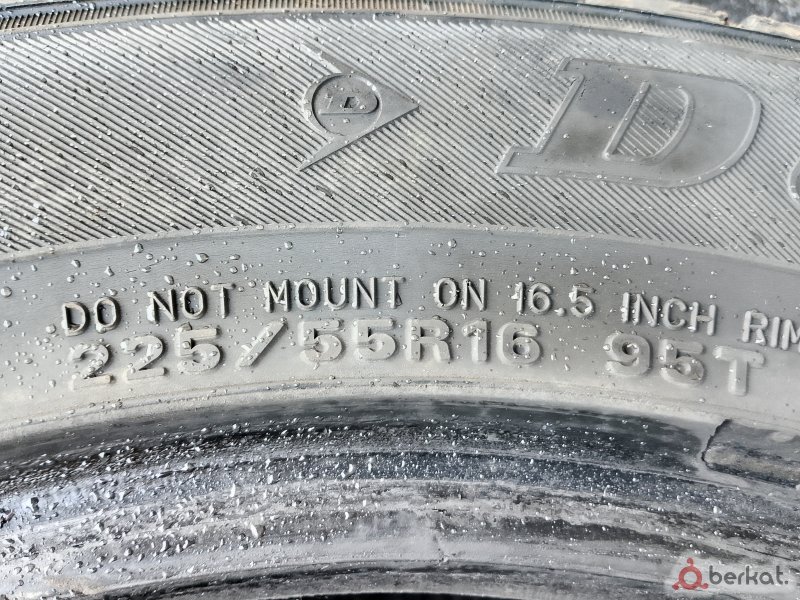 D
D
DO NOT MOUNT ON 16.5 INCH RIM
225/55R16 95T
berkat.